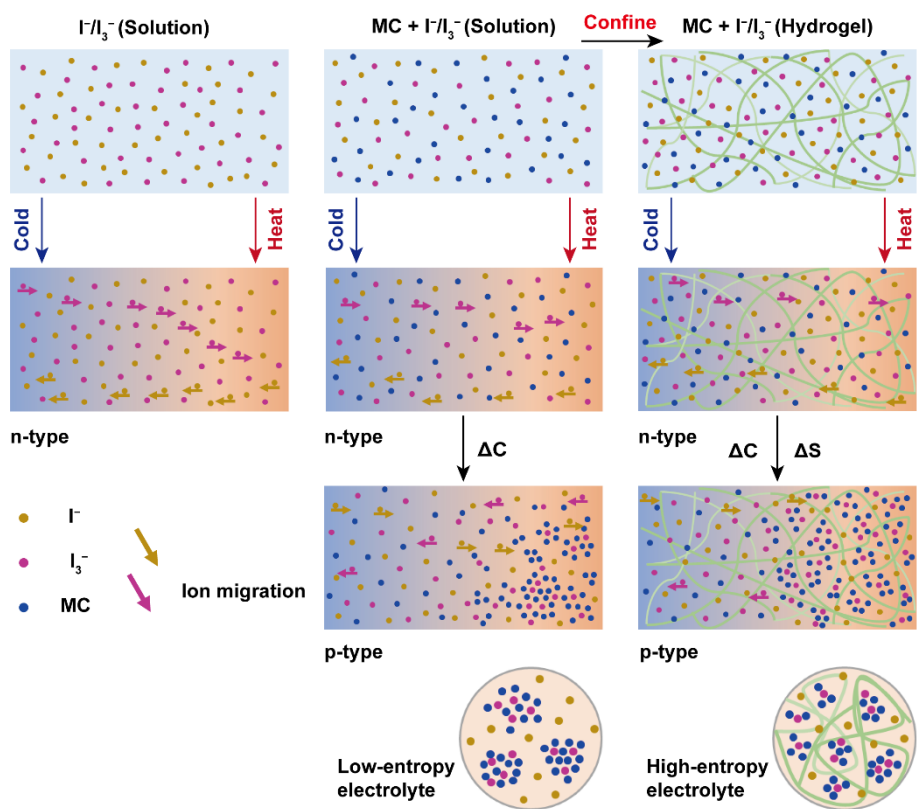 I⁻/I₃⁻ (Solution)
MC + I⁻/I₃⁻ (Solution)
Confine
MC + I⁻/I₃⁻ (Hydrogel)
Cold
Heat
Cold
Heat
Cold
Heat
n-type
n-type
n-type
ΔC
ΔC
ΔS
I⁻
I₃⁻
MC
Ion migration
p-type
p-type
Low-entropy
electrolyte
High-entropy
electrolyte